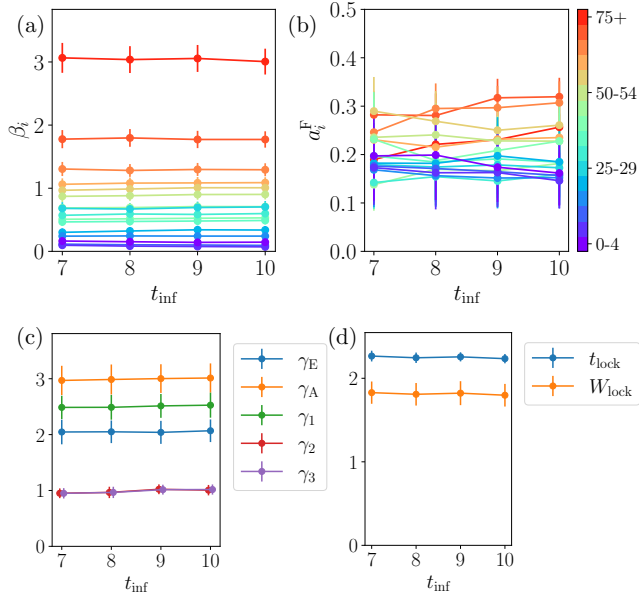 (a)
3
2
1
0
β_i
7 8 9 10
t_inf
(b)
0.5
0.4
0.3
0.2
0.1
0.0
a_i^F
7 8 9 10
t_inf
75+
50-54
25-29
0-4
(c)
3
2
1
0
7 8 9 10
t_inf
γ_E
γ_A
γ_1
γ_2
γ_3
(d)
2
1
0
7 8 9 10
t_inf
t_lock
W_lock